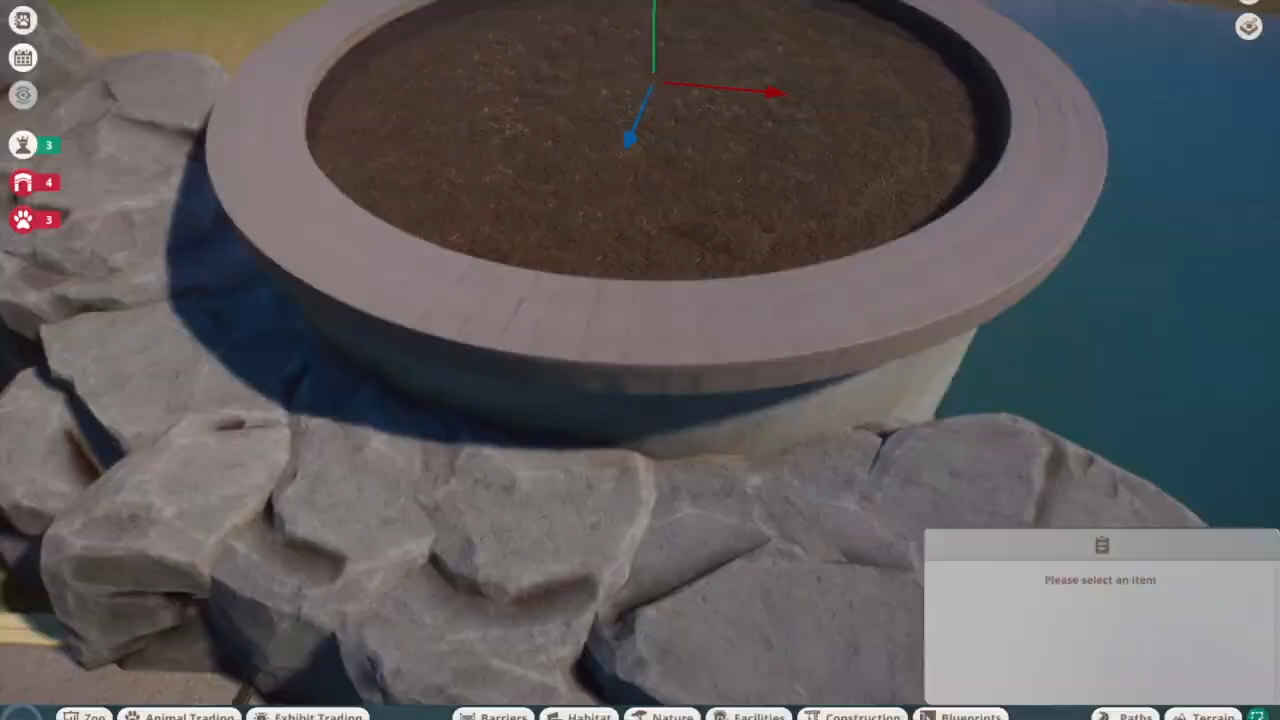 3
4
3
Please select an item
Zoo Animal Trading Exhibit Trading Barriers Habitat Nature Facilities Construction Blueprints Paths Terrain